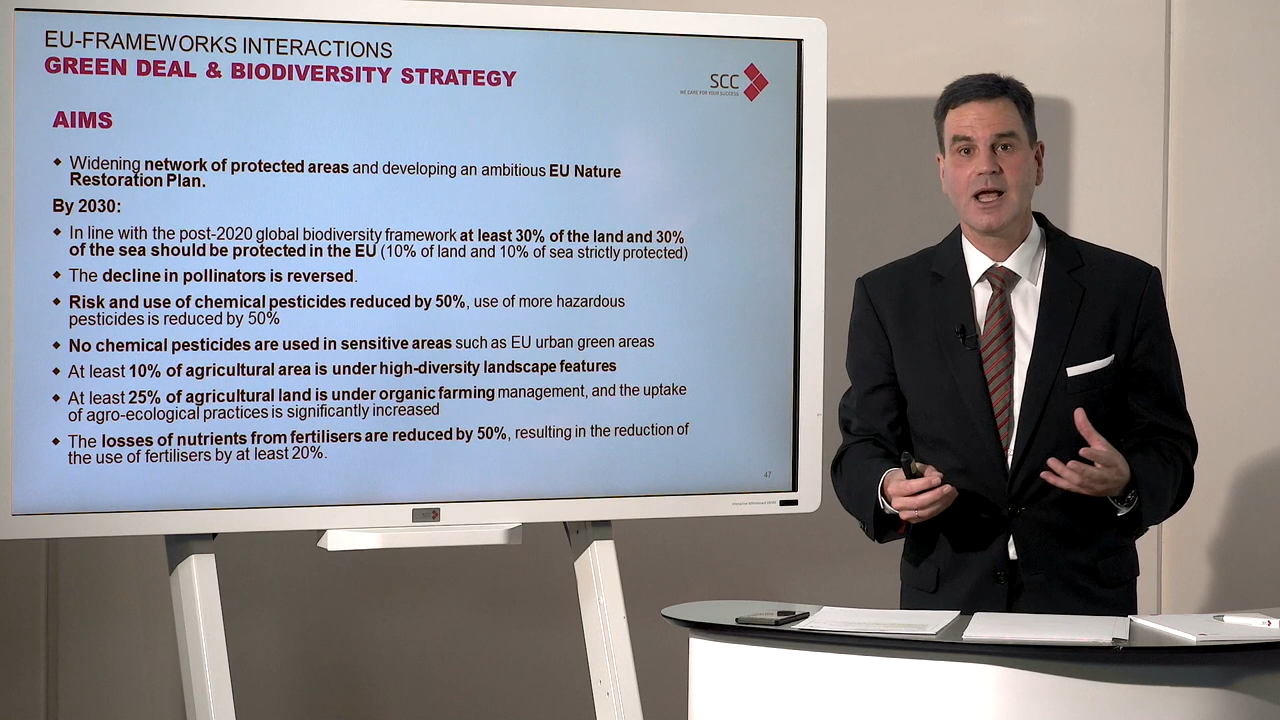 EU-FRAMEWORKS INTERACTIONS
GREEN DEAL & BIODIVERSITY STRATEGY
SCC
WE CARE FOR YOUR SUCCESS
AIMS
Widening network of protected areas and developing an ambitious EU Nature
Restoration Plan.
By 2030:
In line with the post-2020 global biodiversity framework at least 30% of the land and 30%
of the sea should be protected in the EU (10% of land and 10% of sea strictly protected)
The decline in pollinators is reversed.
Risk and use of chemical pesticides reduced by 50%, use of more hazardous
pesticides is reduced by 50%
No chemical pesticides are used in sensitive areas such as EU urban green areas
At least 10% of agricultural area is under high-diversity landscape features
At least 25% of agricultural land is under organic farming management, and the uptake
of agro-ecological practices is significantly increased
The losses of nutrients from fertilisers are reduced by 50%, resulting in the reduction of
the use of fertilisers by at least 20%.
47